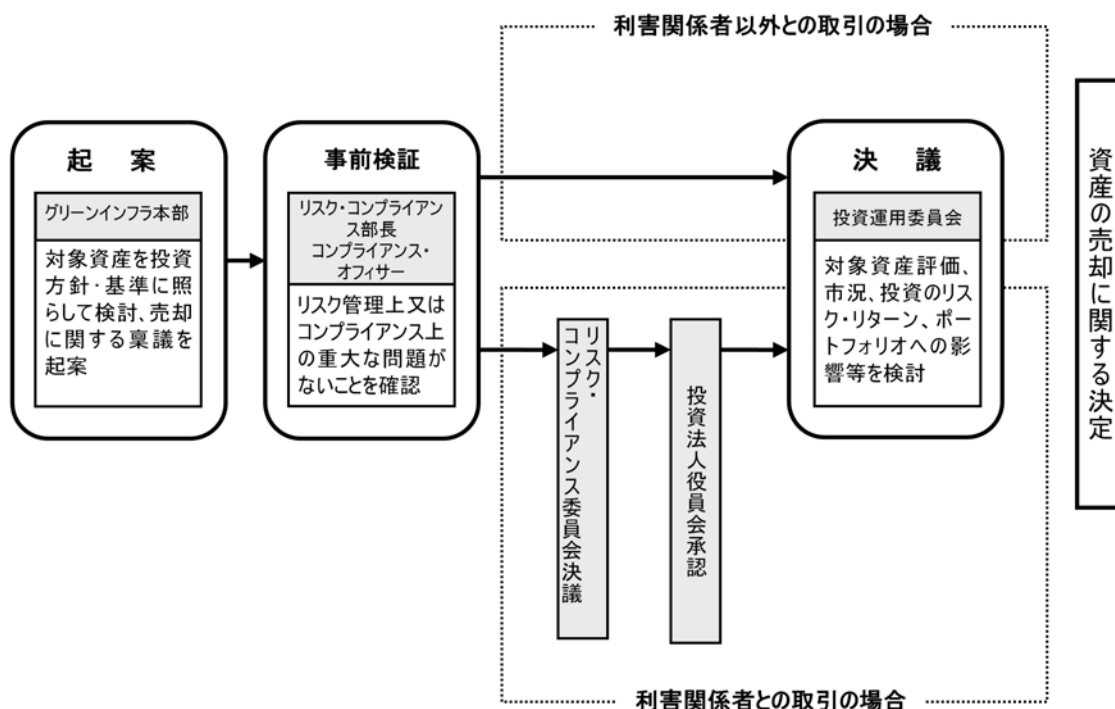 利害関係者以外との取引の場合
起 案
グリーンインフラ本部
対象資産を投資
方針・基準に照
らして検討、売却
に関する稟議を
起案
事前検証
リスク・コンプライアン
ス部長
コンプライアンス・
オフィサー
リスク管理上又は
コンプライアンス上
の重大な問題が
ないことを確認
リスク・
コンプライアンス委員会決議
投資法人役員会承認
決 議
投資運用委員会
対象資産評価、
市況、投資のリス
ク・リターン、ポー
トフォリオへの影
響等を検討
資産の売却に関する決定
利害関係者との取引の場合